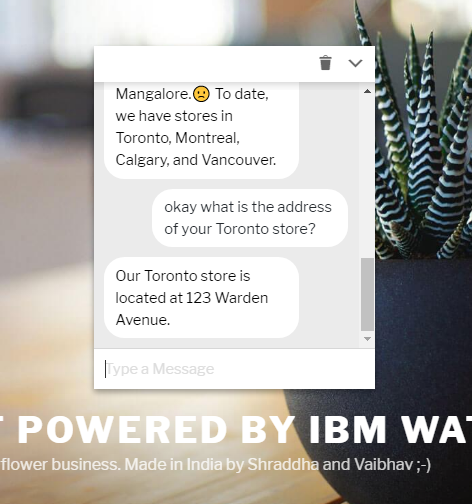 Mangalore.🙁 To date,
we have stores in
Toronto, Montreal,
Calgary, and Vancouver.
okay what is the address
of your Toronto store?
Our Toronto store is
located at 123 Warden
Avenue.
Type a Message
T POWERED BY IBM WAT
flower business. Made in India by Shraddha and Vaibhav ;-)